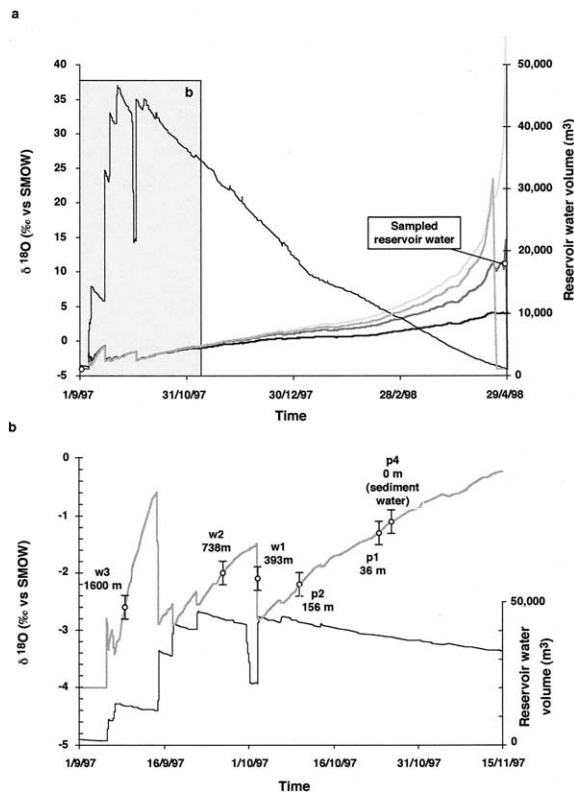 a
40
35
30
25
20
15
10
5
0
-5
δ 18O (‰ vs SMOW)
b
Sampled
reservoir water
50,000
40,000
30,000
20,000
10,000
0
Reservoir water volume (m3)
1/9/97
31/10/97
30/12/97
28/2/98
29/4/98
Time
b
0
-1
-2
-3
-4
-5
δ 18O (‰ vs SMOW)
w3
1600 m
w2
738m
w1
393m
p2
156 m
p4
0 m
(sediment
water)
p1
36 m
50,000
0
Reservoir water
volume (m3)
1/9/97
16/9/97
1/10/97
16/10/97
31/10/97
15/11/97
Time